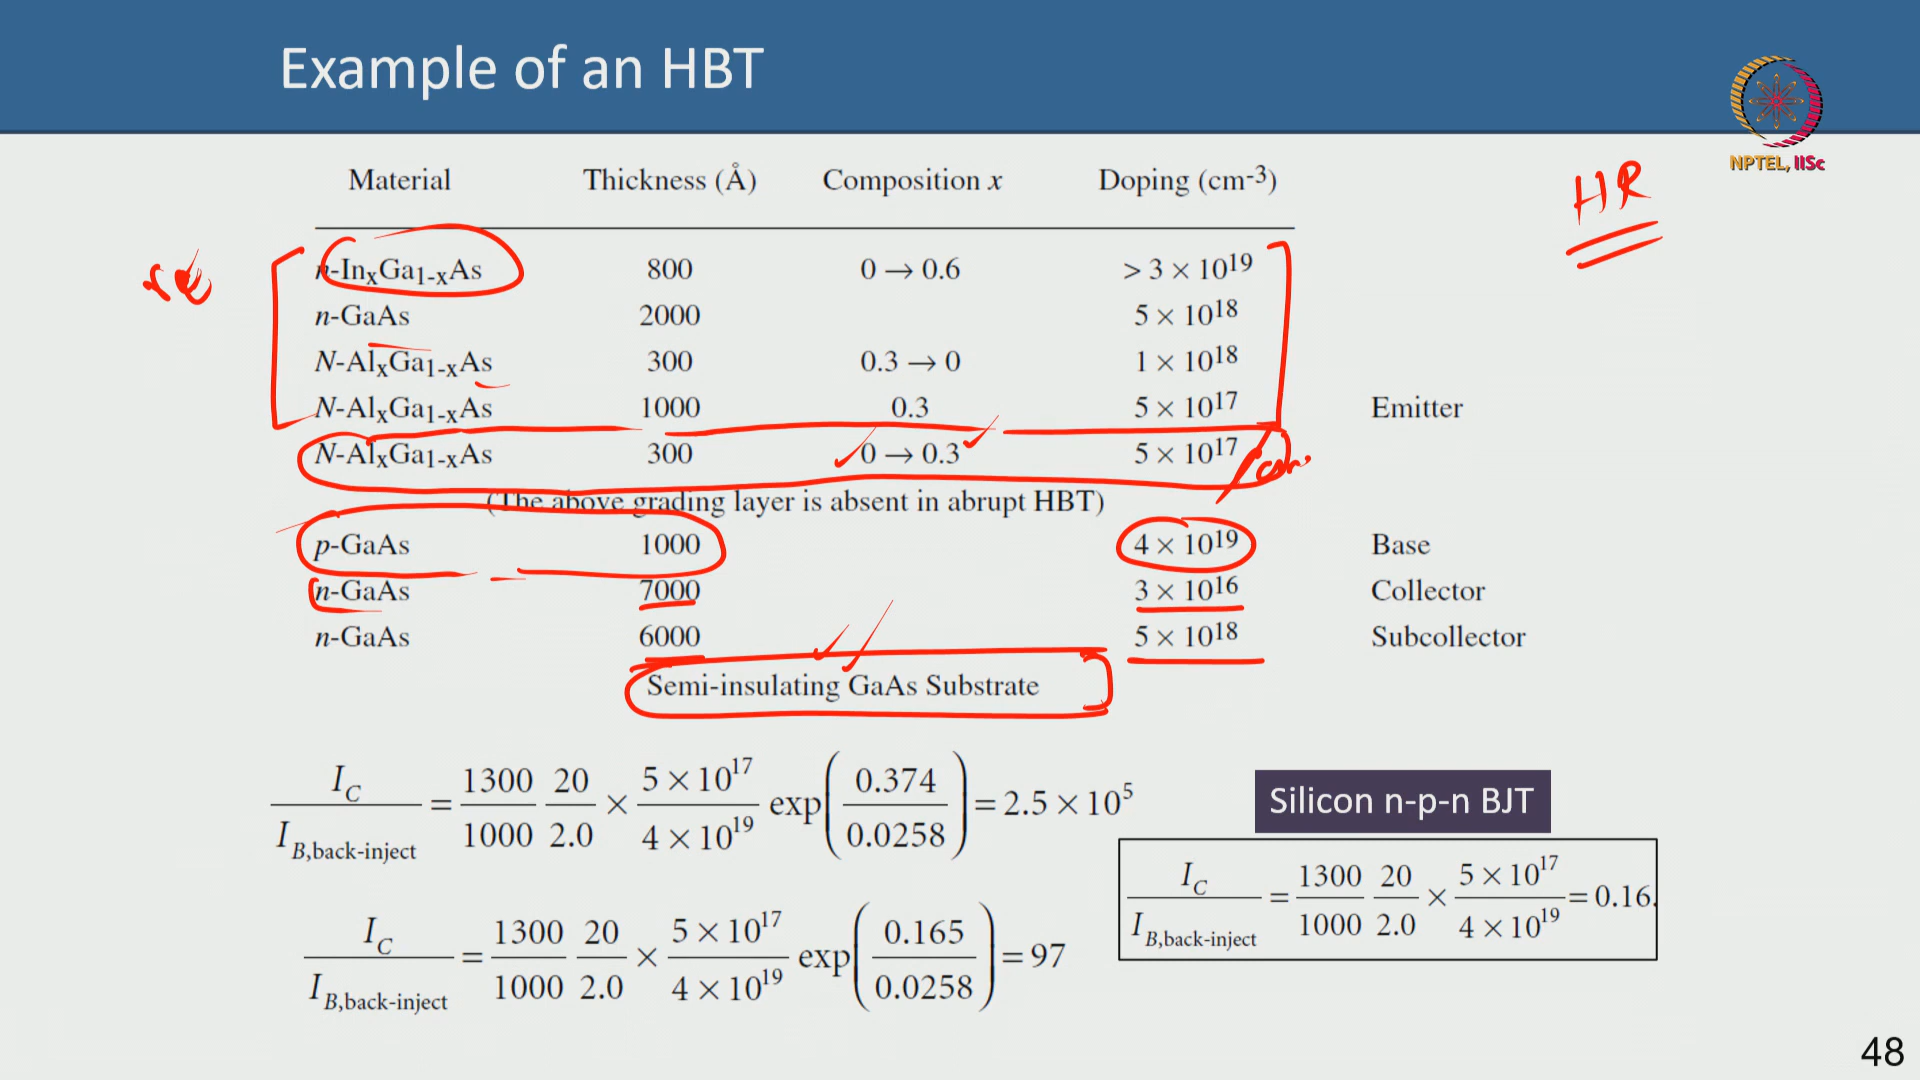 Example of an HBT
NPTEL, IISc
HR
Material Thickness (Å) Composition x Doping (cm-3)
n-InxGa1-xAs 800 0 → 0.6 > 3 × 10^19
n-GaAs 2000 5 × 10^18
N-AlxGa1-xAs 300 0.3 → 0 1 × 10^18
N-AlxGa1-xAs 1000 0.3 5 × 10^17 Emitter
N-AlxGa1-xAs 300 0 → 0.3 5 × 10^17
(The above grading layer is absent in abrupt HBT)
p-GaAs 1000 4 × 10^19 Base
n-GaAs 7000 3 × 10^16 Collector
n-GaAs 6000 5 × 10^18 Subcollector
Semi-insulating GaAs Substrate
I_C / I_B,back-inject = 1300/1000 20/2.0 × 5 × 10^17 / 4 × 10^19 exp(0.374/0.0258) = 2.5 × 10^5
Silicon n-p-n BJT
I_C / I_B,back-inject = 1300/1000 20/2.0 × 5 × 10^17 / 4 × 10^19 = 0.16.
I_C / I_B,back-inject = 1300/1000 20/2.0 × 5 × 10^17 / 4 × 10^19 exp(0.165/0.0258) = 97
48